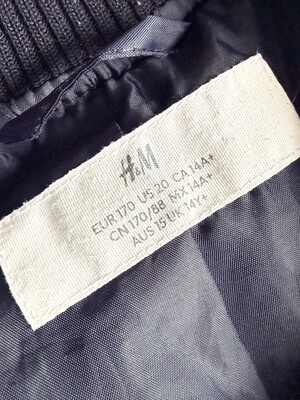 H&M
EUR 170 US 20 CA 14A+
CN 170/88 MX 14A+
AUS 15 UK 14Y+